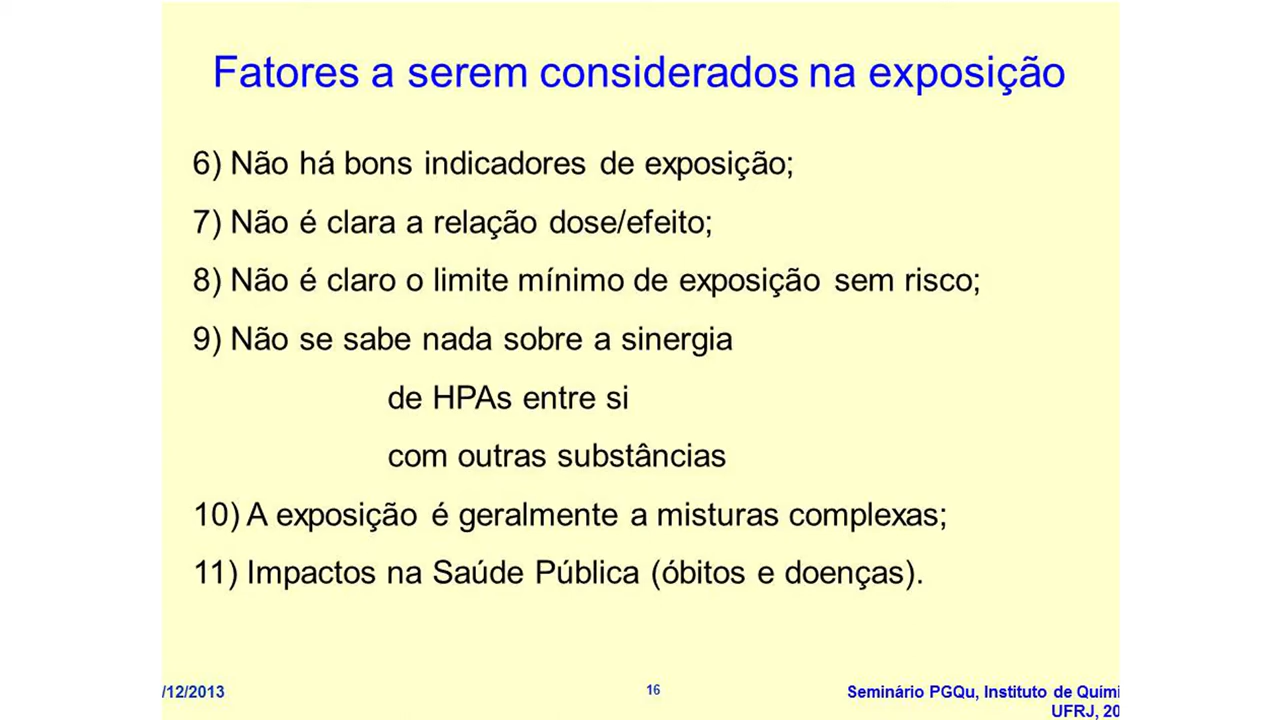 Fatores a serem considerados na exposição
6) Não há bons indicadores de exposição;
7) Não é clara a relação dose/efeito;
8) Não é claro o limite mínimo de exposição sem risco;
9) Não se sabe nada sobre a sinergia
de HPAs entre si
com outras substâncias
10) A exposição é geralmente a misturas complexas;
11) Impactos na Saúde Pública (óbitos e doenças).
/12/2013
16
Seminário PGQu, Instituto de Quími
UFRJ, 20